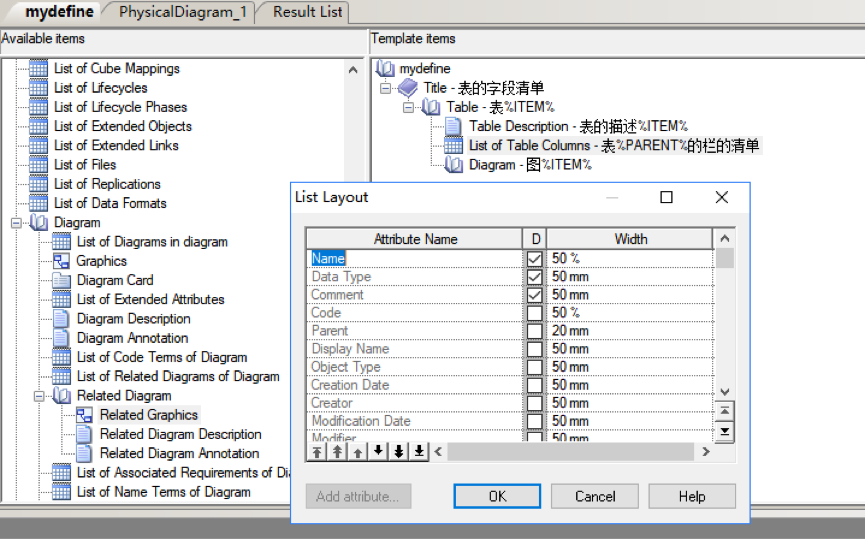 mydefine
PhysicalDiagram_1
Result List
Available items
Template items
List of Cube Mappings
List of Lifecycles
List of Lifecycle Phases
List of Extended Objects
List of Extended Links
List of Files
List of Replications
List of Data Formats
Diagram
List of Diagrams in diagram
Graphics
Diagram Card
List of Extended Attributes
Diagram Description
Diagram Annotation
List of Code Terms of Diagram
List of Related Diagrams of Diagram
Related Diagram
Related Graphics
Related Diagram Description
Related Diagram Annotation
List of Associated Requirements of Di
List of Name Terms of Diagram
mydefine
Title - 表的字段清单
Table - 表%ITEM%
Table Description - 表的描述%ITEM%
List of Table Columns - 表%PARENT%的栏的清单
Diagram - 图%ITEM%
List Layout
Attribute Name D Width
Name 50 %
Data Type 50 mm
Comment 50 mm
Code 50 %
Parent 20 mm
Display Name 50 mm
Object Type 50 mm
Creation Date 50 mm
Creator 50 mm
Modification Date 50 mm
Modifier 50 mm
Add attribute...
OK
Cancel
Help